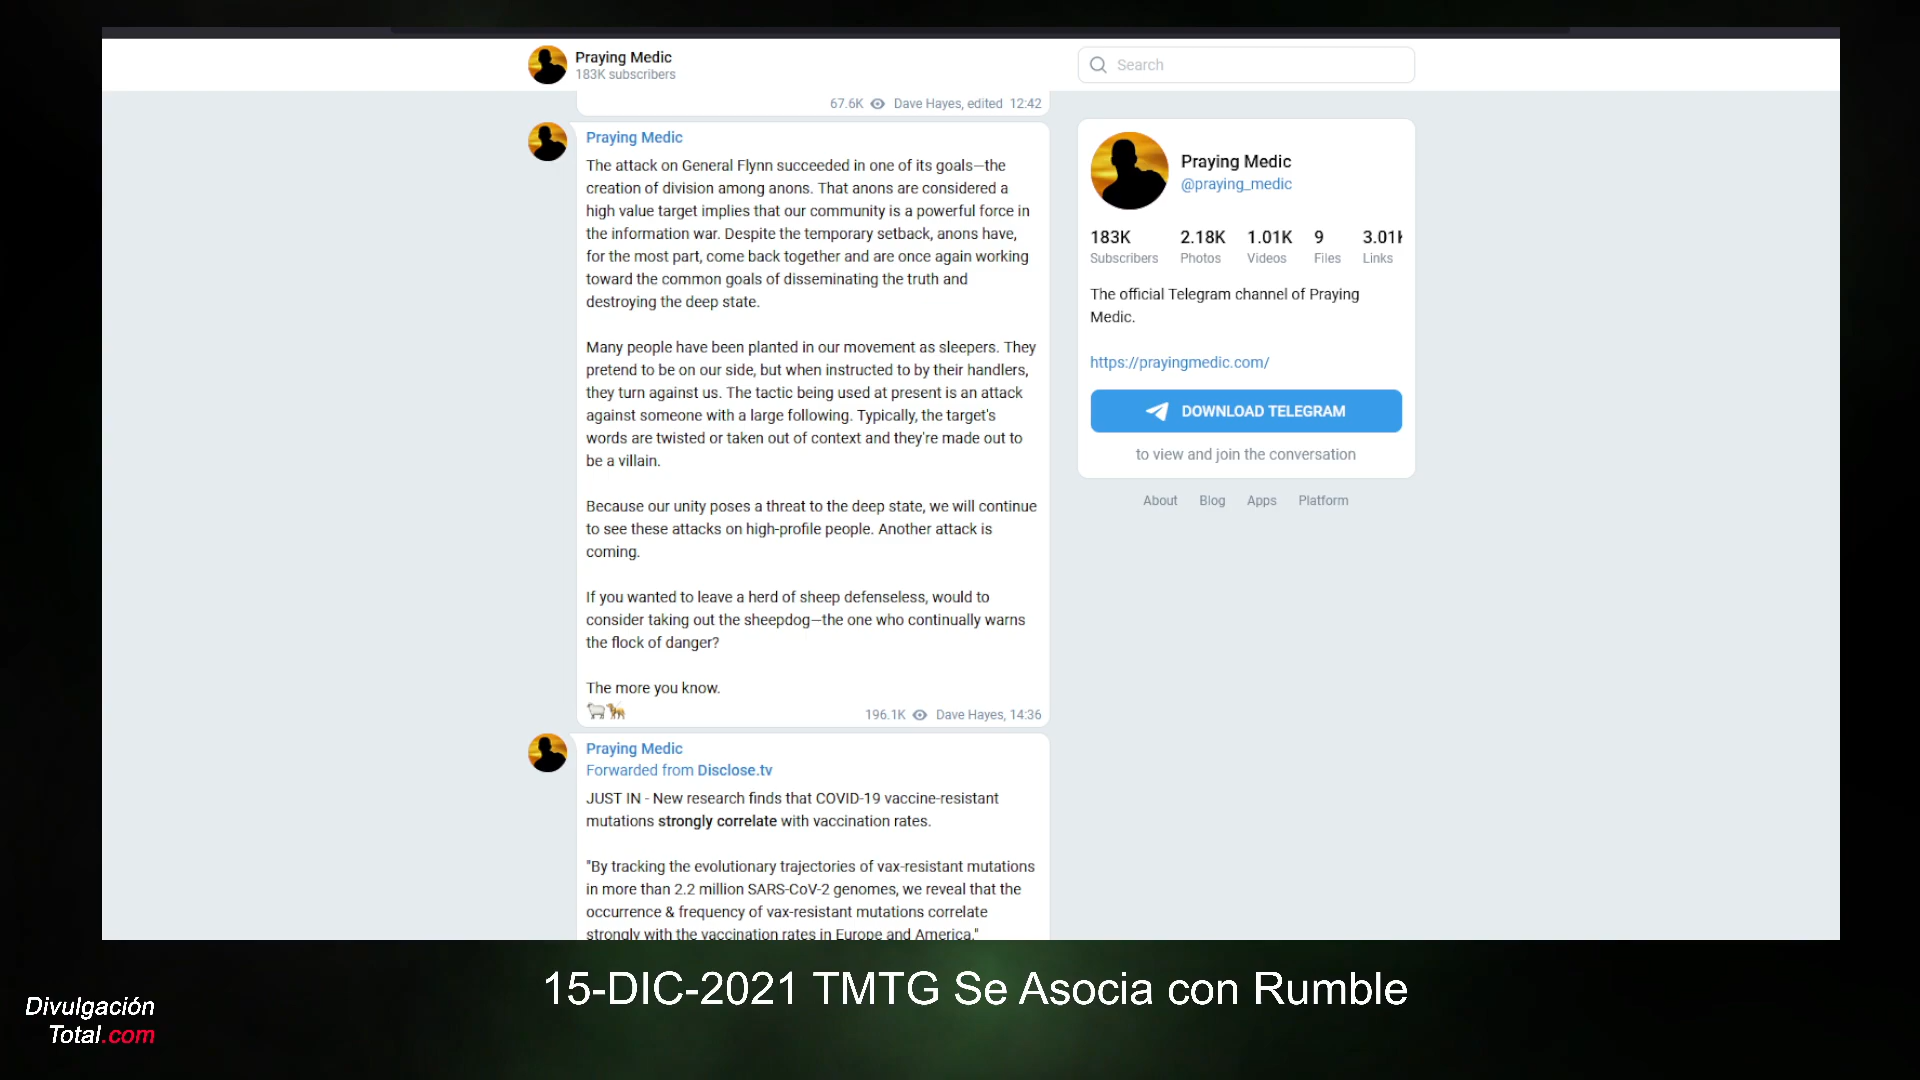 Praying Medic
183K subscribers
Search
67.6K Dave Hayes, edited 12:42
Praying Medic
The attack on General Flynn succeeded in one of its goals—the
creation of division among anons. That anons are considered a
high value target implies that our community is a powerful force in
the information war. Despite the temporary setback, anons have,
for the most part, come back together and are once again working
toward the common goals of disseminating the truth and
destroying the deep state.
Many people have been planted in our movement as sleepers. They
pretend to be on our side, but when instructed to by their handlers,
they turn against us. The tactic being used at present is an attack
against someone with a large following. Typically, the target's
words are twisted or taken out of context and they're made out to
be a villain.
Because our unity poses a threat to the deep state, we will continue
to see these attacks on high-profile people. Another attack is
coming.
If you wanted to leave a herd of sheep defenseless, would to
consider taking out the sheepdog—the one who continually warns
the flock of danger?
The more you know.
196.1K Dave Hayes, 14:36
Praying Medic
Forwarded from Disclose.tv
JUST IN - New research finds that COVID-19 vaccine-resistant
mutations strongly correlate with vaccination rates.
"By tracking the evolutionary trajectories of vax-resistant mutations
in more than 2.2 million SARS-CoV-2 genomes, we reveal that the
occurrence & frequency of vax-resistant mutations correlate
strongly with the vaccination rates in Europe and America."
Praying Medic
@praying_medic
183K 2.18K 1.01K 9 3.01K
Subscribers Photos Videos Files Links
The official Telegram channel of Praying
Medic.
https://prayingmedic.com/
DOWNLOAD TELEGRAM
to view and join the conversation
About Blog Apps Platform
15-DIC-2021 TMTG Se Asocia con Rumble
Divulgación
Total.com